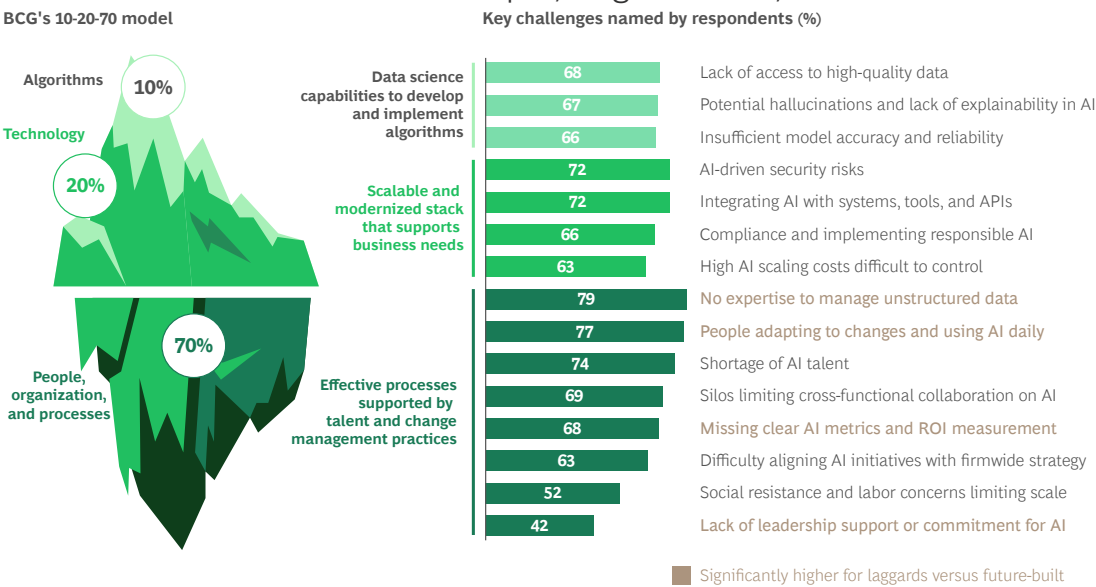 BCG's 10-20-70 model
Algorithms
10%
Technology
20%
70%
People,
organization,
and processes
Key challenges named by respondents (%)
Data science
capabilities to develop
and implement
algorithms
68 Lack of access to high-quality data
67 Potential hallucinations and lack of explainability in AI
66 Insufficient model accuracy and reliability
Scalable and
modernized stack
that supports
business needs
72 AI-driven security risks
72 Integrating AI with systems, tools, and APIs
66 Compliance and implementing responsible AI
63 High AI scaling costs difficult to control
Effective processes
supported by
talent and change
management practices
79 No expertise to manage unstructured data
77 People adapting to changes and using AI daily
74 Shortage of AI talent
69 Silos limiting cross-functional collaboration on AI
68 Missing clear AI metrics and ROI measurement
63 Difficulty aligning AI initiatives with firmwide strategy
52 Social resistance and labor concerns limiting scale
42 Lack of leadership support or commitment for AI
Significantly higher for laggards versus future-built